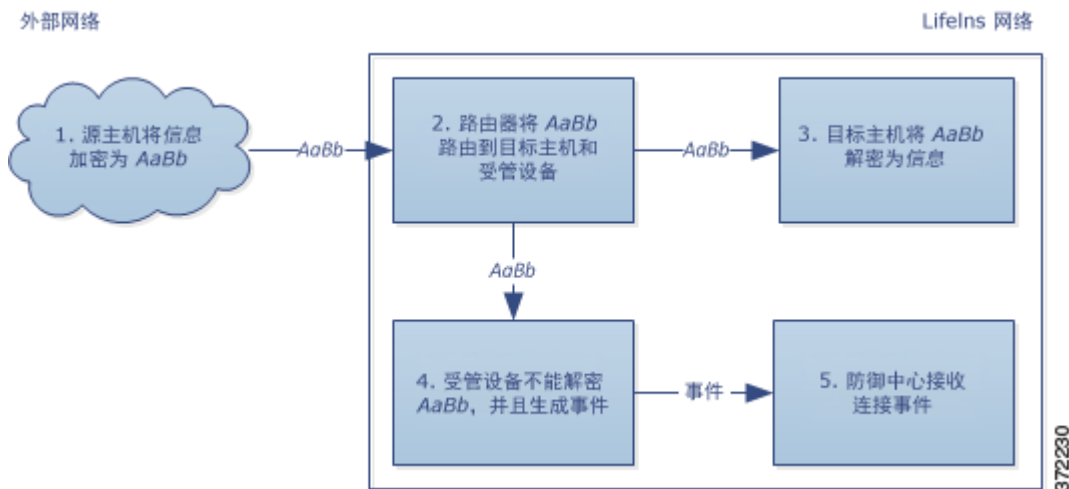 外部网络
LifeIns 网络
1. 源主机将信息
加密为 AaBb
AaBb
2. 路由器将 AaBb
路由到目标主机和
受管设备
AaBb
3. 目标主机将 AaBb
解密为信息
AaBb
4. 受管设备不能解密
AaBb，并且生成事件
事件
5. 防御中心接收
连接事件
372230